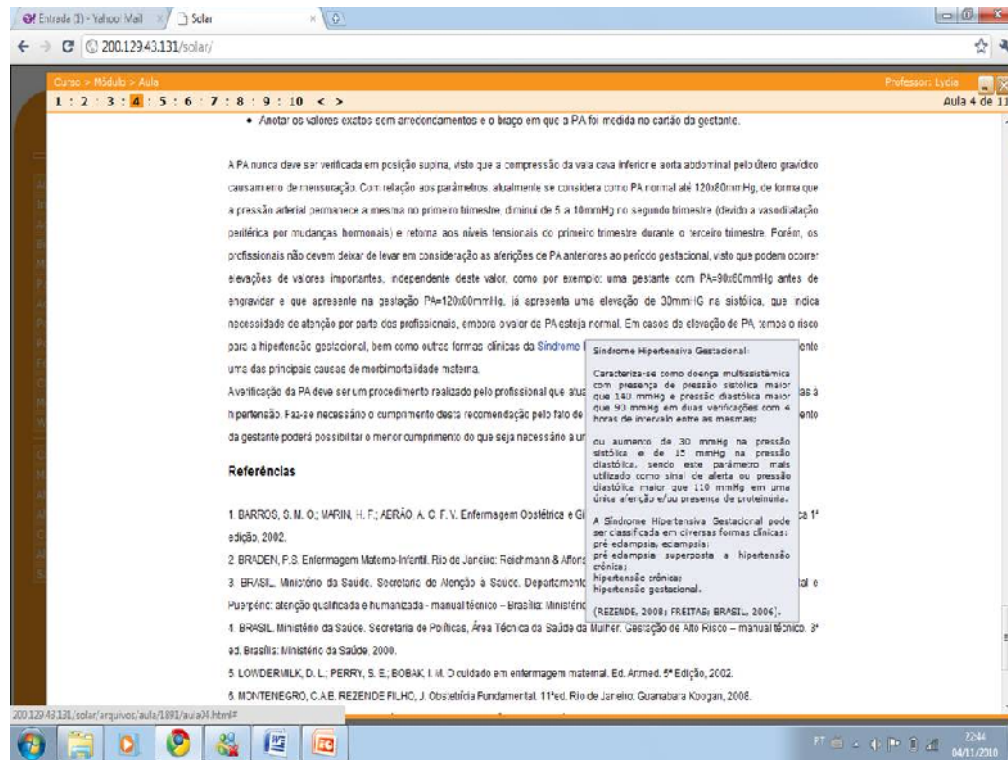 Entrada (1) - Yahoo! Mail
Solar
200.129.43.131/solar/
Curso > Módulo > Aula
Professor: Lydia
1 : 2 : 3 : 4 : 5 : 6 : 7 : 8 : 9 : 10 < >
Aula 4 de 11
• Anotar os valores exatos sem arredondamentos e o braço em que a PA foi medida no cartão da gestante.
A PA nunca deve ser verificada em posição supina, visto que a compressão da veia cava inferior e aorta abdominal pelo útero gravídico
causam erro de mensuração. Com relação aos parâmetros, atualmente se considera como PA normal até 120x80mmHg, de forma que
a pressão arterial permanece a mesma no primeiro trimestre, diminui de 5 a 10mmHg no segundo trimestre (devido a vasodilatação
periférica por mudanças hormonais) e retoma aos níveis tensionais do primeiro trimestre durante o terceiro trimestre. Porém, os
profissionais não devem deixar de levar em consideração as aferições de PA anteriores ao período gestacional, visto que podem ocorrer
elevações de valores importantes, independente deste valor, como por exemplo: uma gestante com PA=90x60mmHg antes de
engravidar e que apresente na gestação PA=120x80mmHg, já apresenta uma elevação de 30mmHG na sistólica, que indica
necessidade de atenção por parte dos profissionais, embora o valor da PA esteja normal. Em casos de elevação de PA, temos o risco
para a hipertensão gestacional, bem como outras formas clínicas da Síndrome
uma das principais causas de morbimortalidade materna.
A verificação da PA deve ser um procedimento realizado pelo profissional que
hipertensão. Faz-se necessário o cumprimento desta recomendação pelo fato de
da gestante poderá possibilitar o menor cumprimento do que seja necessário a
Síndrome Hipertensiva Gestacional:
Caracteriza-se como doença multissistêmica
com presença de pressão sistólica maior
que 140 mmHg e pressão diastólica maior
que 90 mmHg em duas verificações com 4
horas de intervalo entre as mesmas;
ou aumento de 30 mmHg na pressão
sistólica e de 15 mmHg na pressão
diastólica, sendo este parâmetro mais
utilizado como sinal de alerta ou pressão
diastólica maior que 110 mmHg em uma
única aferição e/ou presença de proteinúria.
A Síndrome Hipertensiva Gestacional pode
ser classificada em diversas formas clínicas:
pré eclampsia, eclampsia;
pré eclampsia superposta a hipertensão
crônica;
hipertensão crônica;
hipertensão gestacional.
(REZENDE, 2008; FREITAS; BRASIL, 2006).
Referências
1. BARROS, S. M. O.; MARIN, H. F.; ABRÃO, A. C. F. V. Enfermagem Obstétrica e
edição, 2002.
2. BRADEN, P.S. Enfermagem Materno-Infantil. Rio de Janeiro: Reichmann &
3. BRASIL. Ministério da Saúde. Secretaria de Atenção à Saúde. Departamento
Puerpério: atenção qualificada e humanizada - manual técnico – Brasília:
4. BRASIL. Ministério da Saúde. Secretaria de Políticas, Área Técnica da Saúde da Mulher. Gestação de Alto Risco – manual técnico. 3ª
ed. Brasília: Ministério da Saúde, 2000.
5. LOWDERMILK, D. L.; PERRY, S. E.; BOBAK, I. M. O cuidado em enfermagem maternal. Ed. Artmed. 5ª Edição, 2002.
6. MONTENEGRO, C.A.B. REZENDE FILHO, J. Obstetrícia Fundamental. 11ªed. Rio de Janeiro: Guanabara Koogan, 2008.
200.129.43.131/solar/arquivos/aula/1891/aula04.html#
PT
22:44
04/11/2010